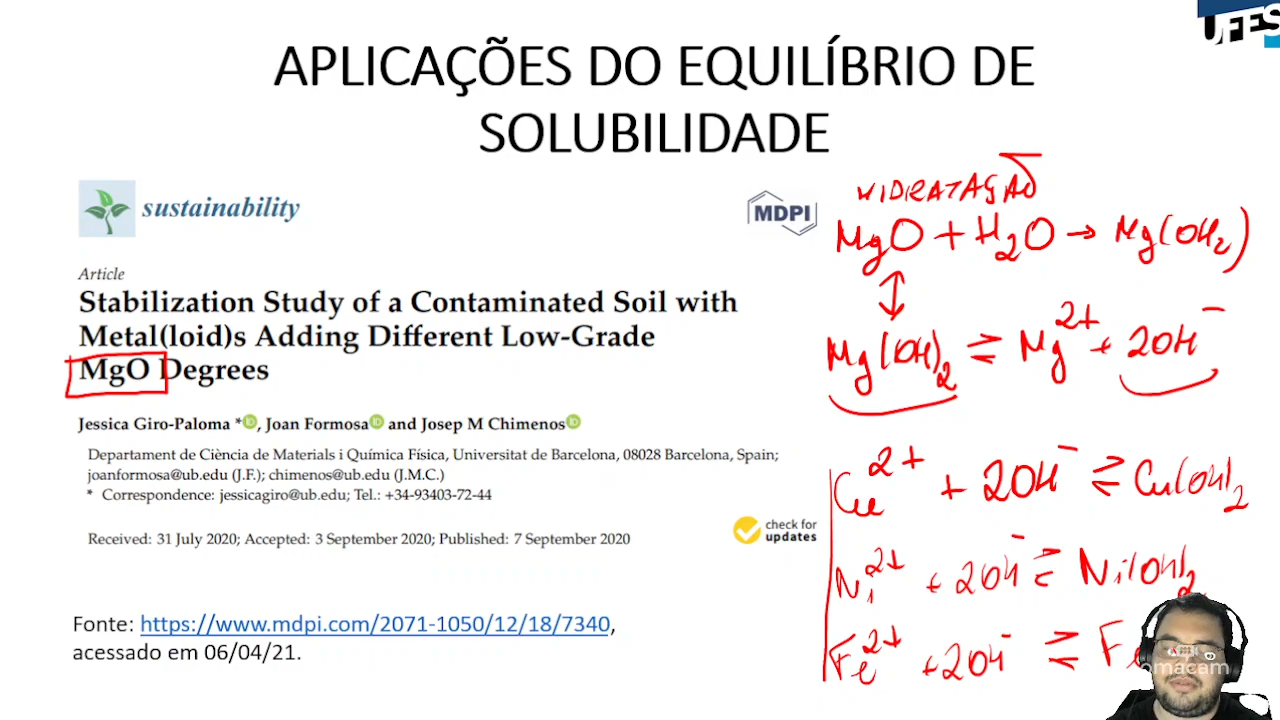 UFES
APLICAÇÕES DO EQUILÍBRIO DE
SOLUBILIDADE
sustainability
MDPI
Article
Stabilization Study of a Contaminated Soil with
Metal(loid)s Adding Different Low-Grade
MgO Degrees
Jessica Giro-Paloma *, Joan Formosa and Josep M Chimenos
Departament de Ciència de Materials i Química Física, Universitat de Barcelona, 08028 Barcelona, Spain;
joanformosa@ub.edu (J.F.); chimenos@ub.edu (J.M.C.)
* Correspondence: jessicagiro@ub.edu; Tel.: +34-93403-72-44
Received: 31 July 2020; Accepted: 3 September 2020; Published: 7 September 2020
check for
updates
Fonte: https://www.mdpi.com/2071-1050/12/18/7340,
acessado em 06/04/21.
HIDRATAÇÃO
MgO + H₂O → Mg(OH₂)
↕
Mg(OH)₂ ⇌ Mg²⁺ + 2OH⁻
Cu²⁺ + 2OH⁻ ⇌ Cu(OH)₂
Ni²⁺ + 2OH⁻ ⇌ Ni(OH)₂
Fe²⁺ + 2OH⁻ ⇌ Fe